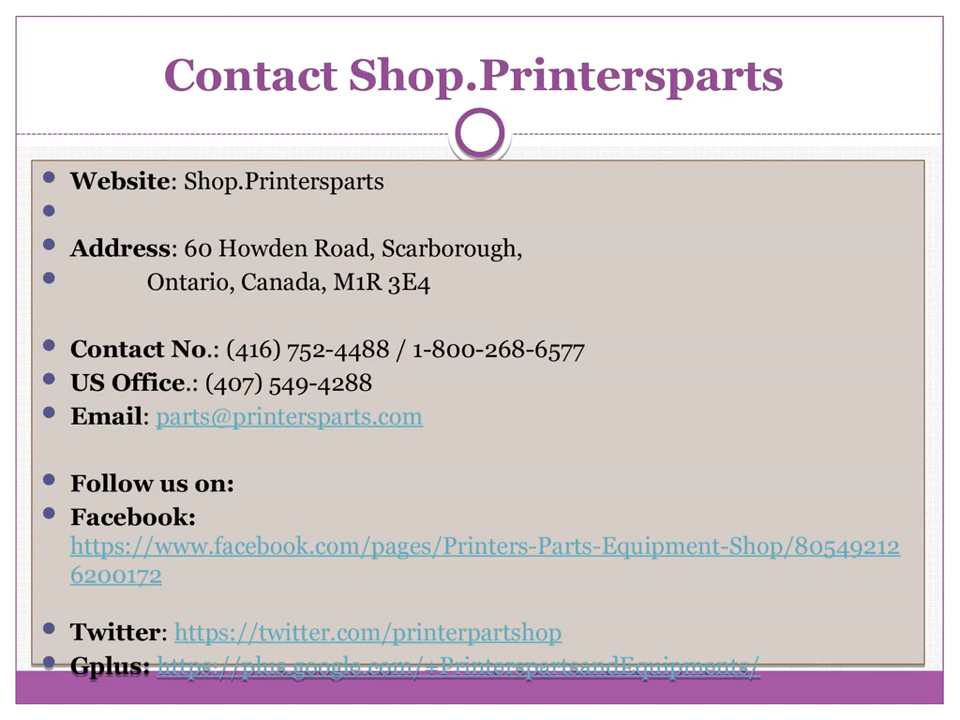 Contact Shop.Printersparts
Website: Shop.Printersparts
Address: 60 Howden Road, Scarborough,
Ontario, Canada, M1R 3E4
Contact No.: (416) 752-4488 / 1-800-268-6577
US Office.: (407) 549-4288
Email: parts@printersparts.com
Follow us on:
Facebook:
https://www.facebook.com/pages/Printers-Parts-Equipment-Shop/80549212
6200172
Twitter: https://twitter.com/printerpartshop
Gplus: https://plus.google.com/+PrinterspartsandEquipments/